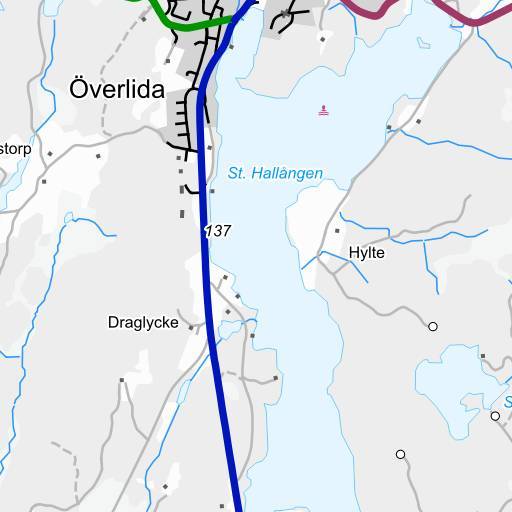 Överlida
storp
St. Hallången
137
Hylte
Draglycke
S